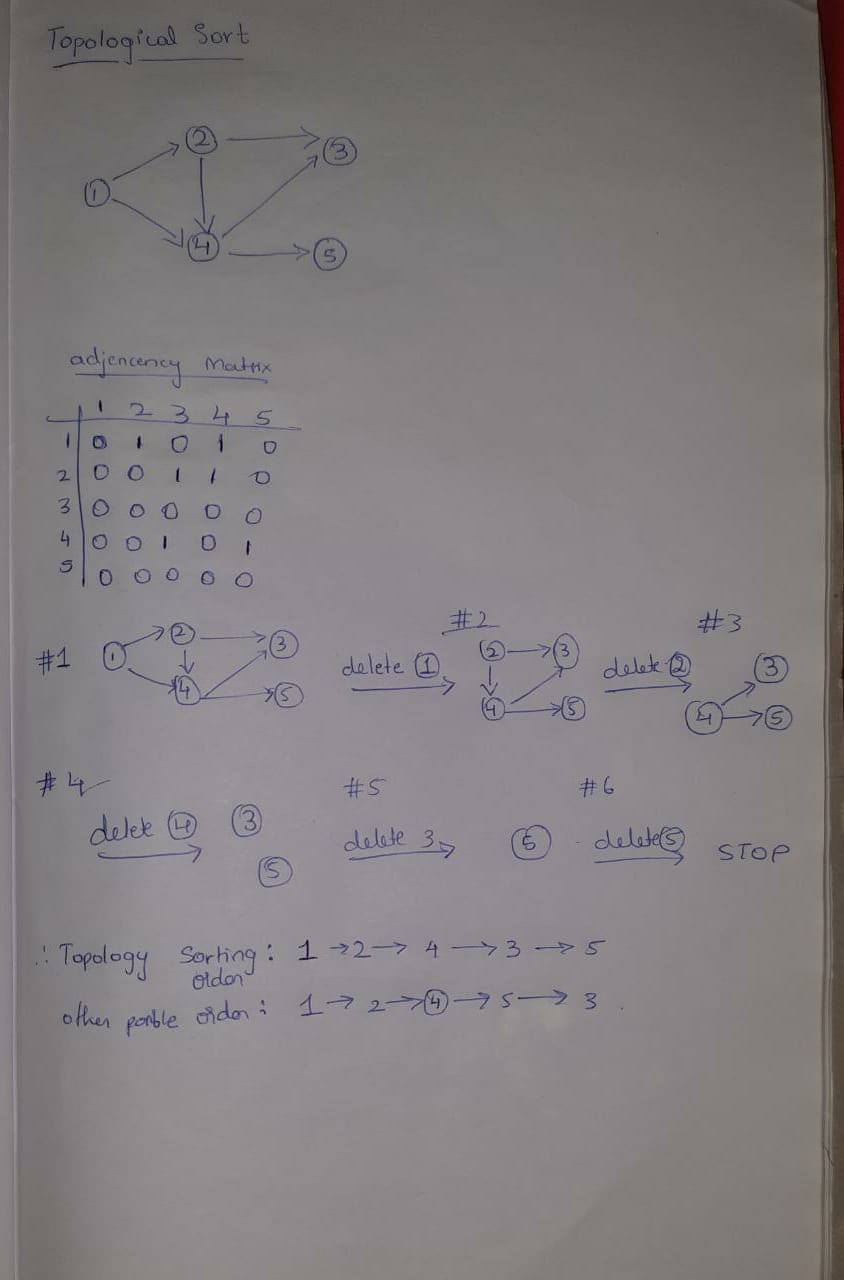 Topological Sort
2
3
1
4
5
adjencency Matrix
1 2 3 4 5
1 0 1 0 1 0
2 0 0 1 1 0
3 0 0 0 0 0
4 0 0 1 0 1
5 0 0 0 0 0
#1 1 2 3 4 5
delete 1
#2 2 3 4 5
delete 2
#3 3 4 5
#4
delete 4 3 5
#5
delete 3 5
#6
delete 5 STOP
∴ Topology Sorting order : 1 → 2 → 4 → 3 → 5
other posible order : 1 → 2 → 4 → 5 → 3 .